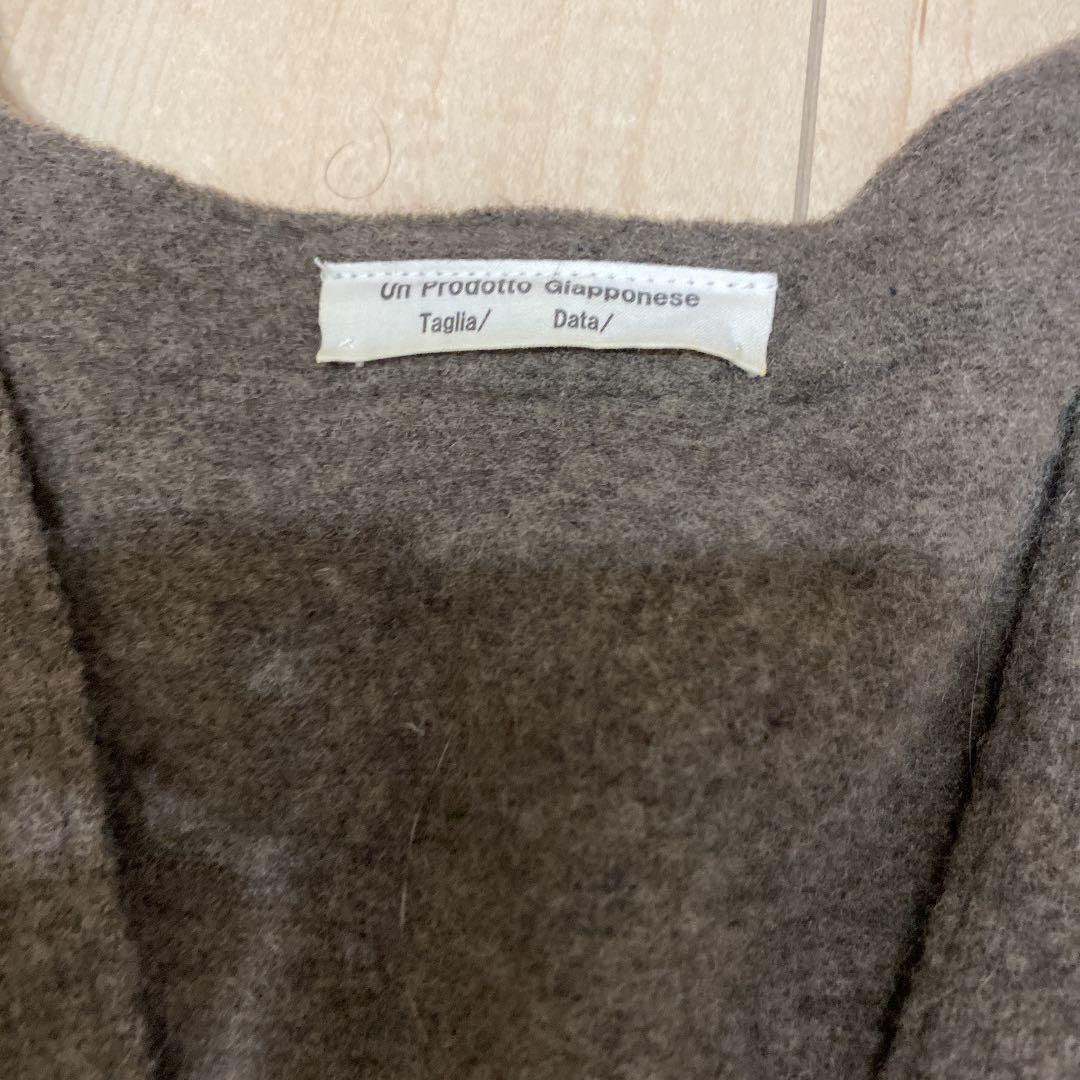 Un Prodotto Giapponese
Taglia/ Data/